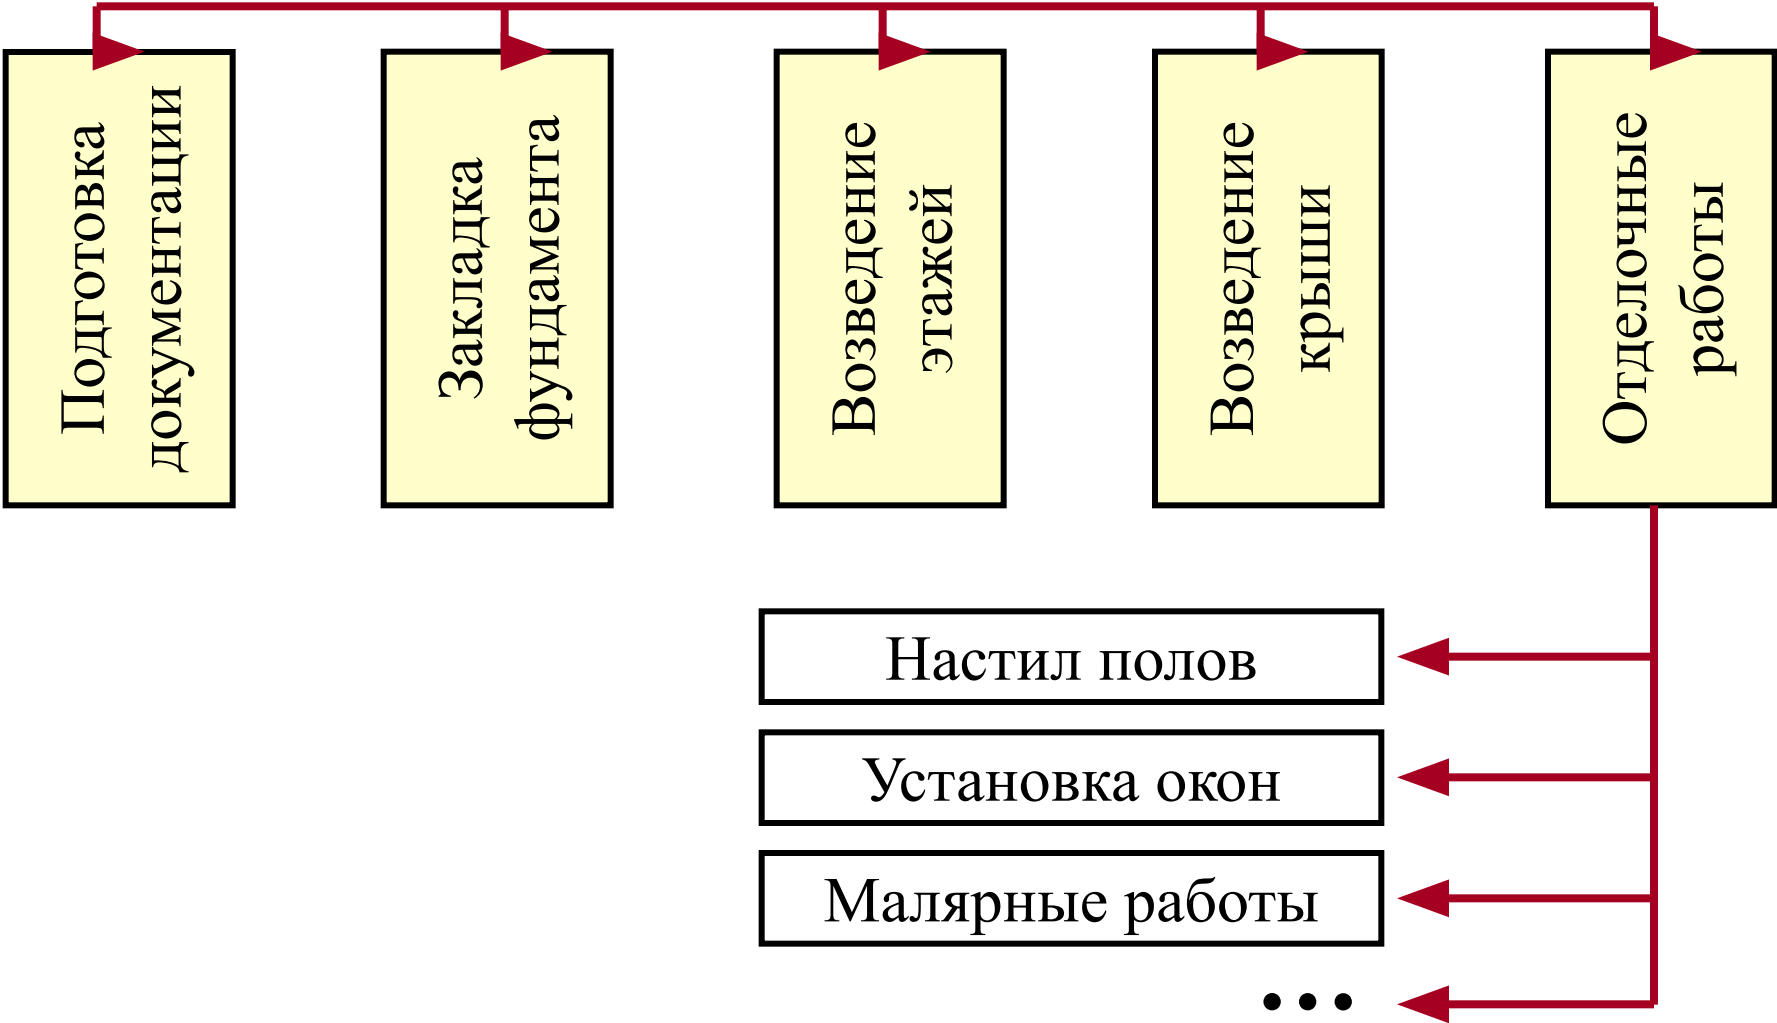 Подготовка
документации
Закладка
фундамента
Возведение
этажей
Возведение
крыши
Отделочные
работы
Настил полов
Установка окон
Малярные работы
...